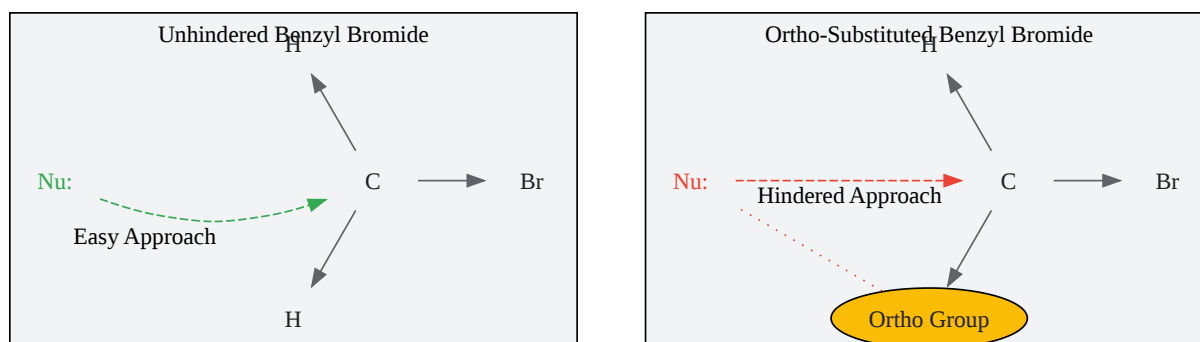 Unhindered Benzyl Bromide
H
Nu:
C
Br
Easy Approach
H
Ortho-Substituted Benzyl Bromide
H
Nu:
Hindered Approach
C
Br
Ortho Group